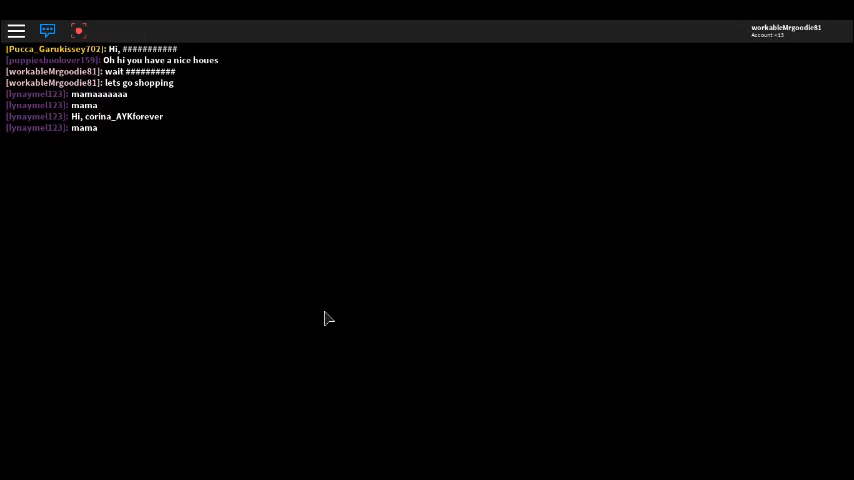 workableMrgoodie81
Account <13
[Pucca_Garukissey702]: Hi, ###########
[puppiesboolover159]: Oh hi you have a nice houes
[workableMrgoodie81]: wait ##########
[workableMrgoodie81]: lets go shopping
[lynaymel123]: mamaaaaaaa
[lynaymel123]: mama
[lynaymel123]: Hi, corina_AYKforever
[lynaymel123]: mama